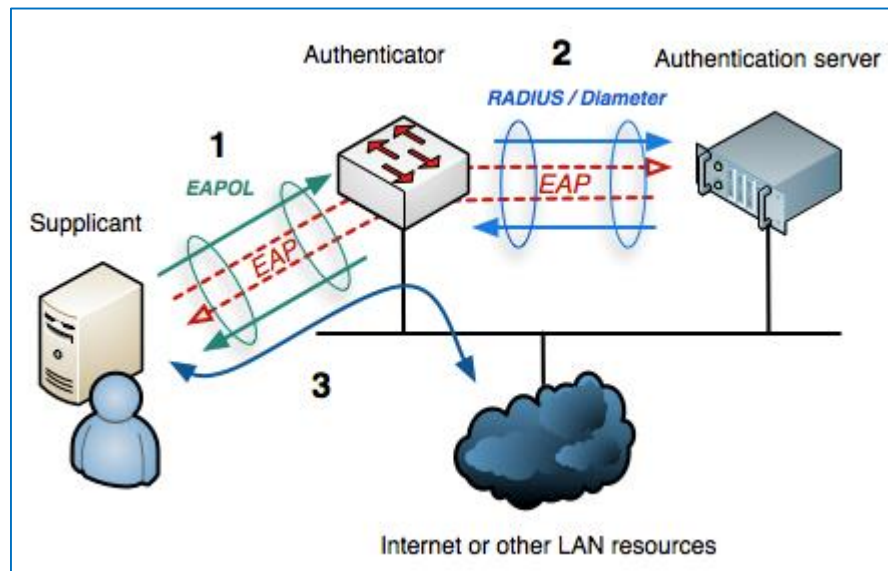 Authenticator
2
Authentication server
RADIUS / Diameter
1
EAPOL
EAP
Supplicant
EAP
3
Internet or other LAN resources